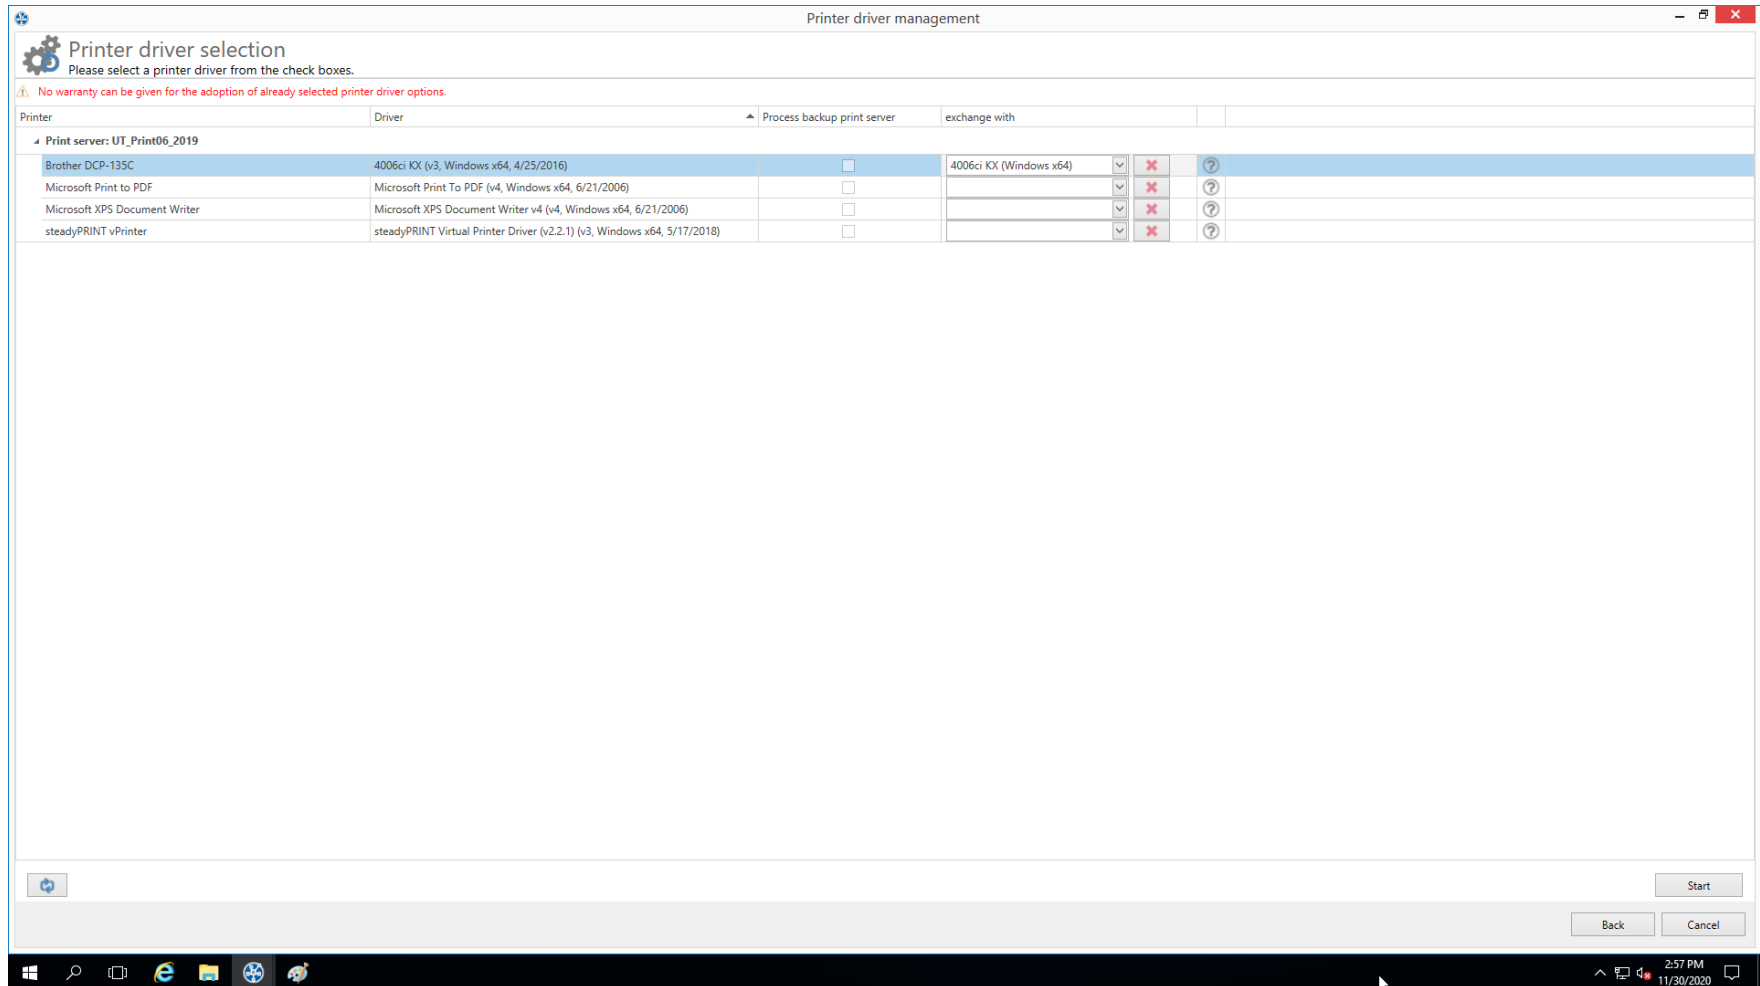 Printer driver management
Printer driver selection
Please select a printer driver from the check boxes.
No warranty can be given for the adoption of already selected printer driver options.
Printer Driver Process backup print server exchange with
Print server: UT_Print06_2019
Brother DCP-135C 4006ci KX (v3, Windows x64, 4/25/2016) 4006ci KX (Windows x64)
Microsoft Print to PDF Microsoft Print To PDF (v4, Windows x64, 6/21/2006)
Microsoft XPS Document Writer Microsoft XPS Document Writer v4 (v4, Windows x64, 6/21/2006)
steadyPRINT vPrinter steadyPRINT Virtual Printer Driver (v2.2.1) (v3, Windows x64, 5/17/2018)
Start
Back Cancel
2:57 PM
11/30/2020